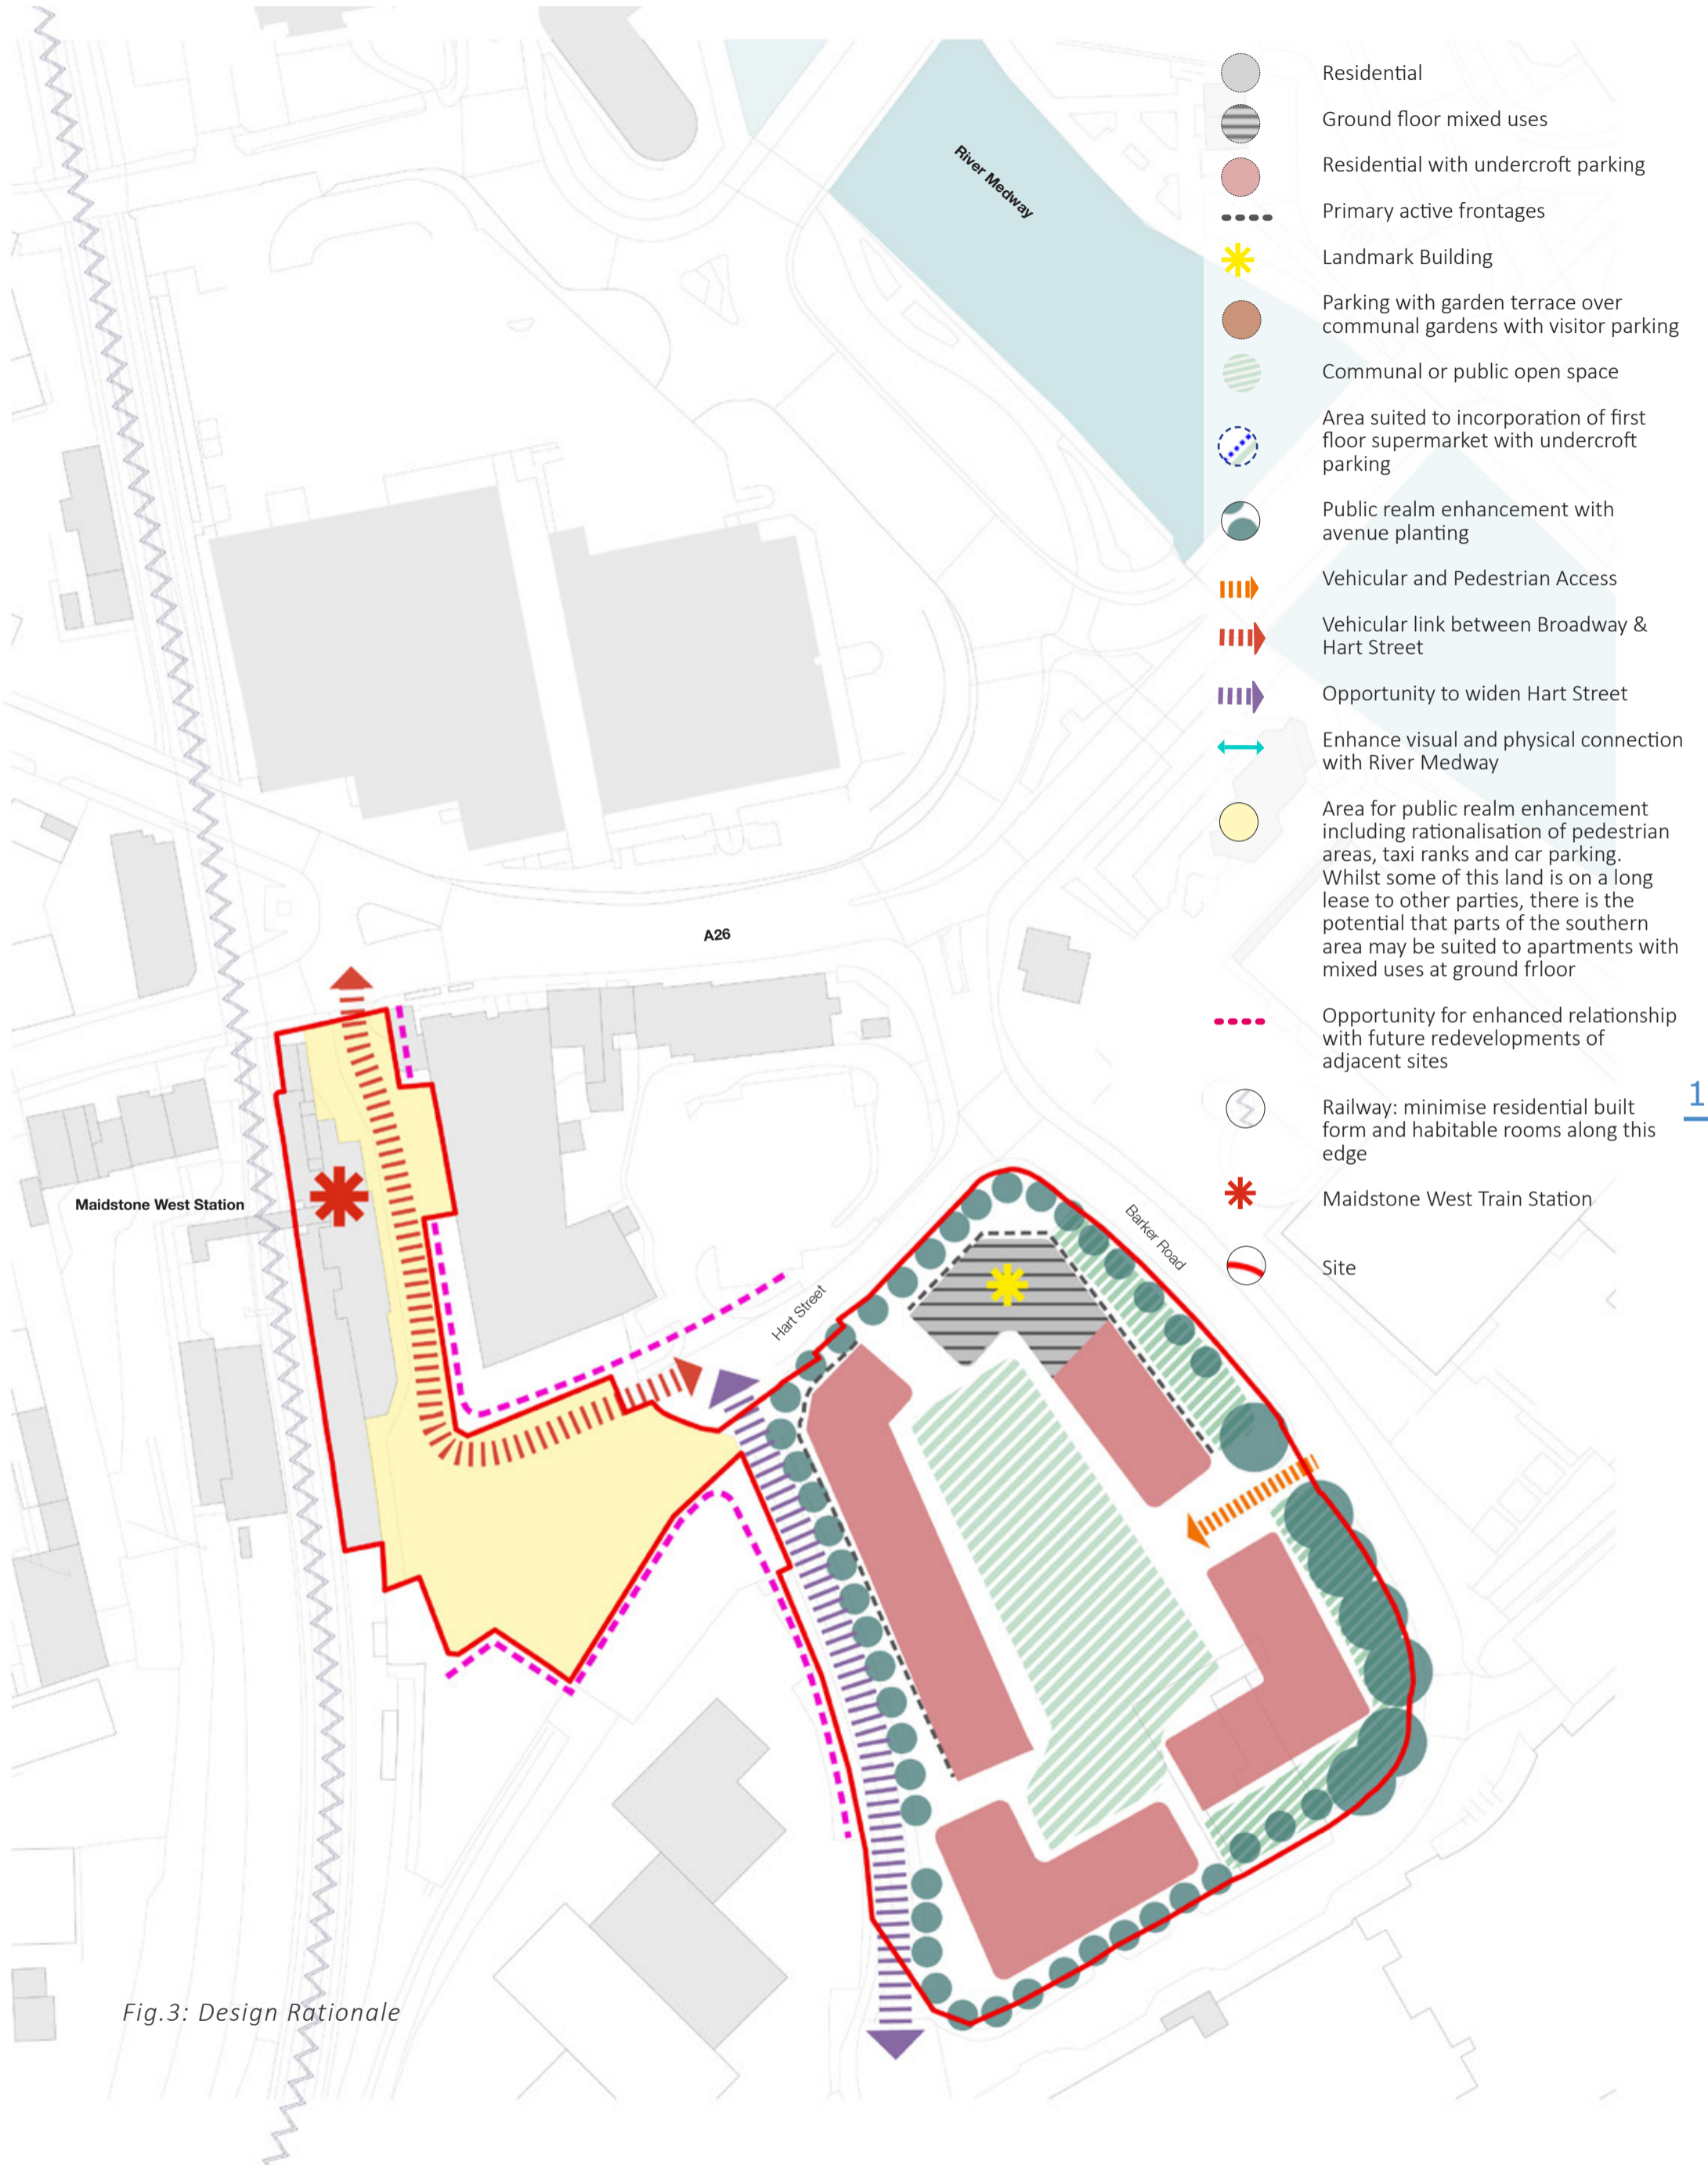 River Medway
A26
Maidstone West Station
Hart Street
Barker Road
Residential
Ground floor mixed uses
Residential with undercroft parking
Primary active frontages
Landmark Building
Parking with garden terrace over
communal gardens with visitor parking
Communal or public open space
Area suited to incorporation of first
floor supermarket with undercroft
parking
Public realm enhancement with
avenue planting
Vehicular and Pedestrian Access
Vehicular link between Broadway &
Hart Street
Opportunity to widen Hart Street
Enhance visual and physical connection
with River Medway
Area for public realm enhancement
including rationalisation of pedestrian
areas, taxi ranks and car parking.
Whilst some of this land is on a long
lease to other parties, there is the
potential that parts of the southern
area may be suited to apartments with
mixed uses at ground frloor
Opportunity for enhanced relationship
with future redevelopments of
adjacent sites
Railway: minimise residential built
form and habitable rooms along this
edge
Maidstone West Train Station
Site
1
Fig.3: Design Rationale